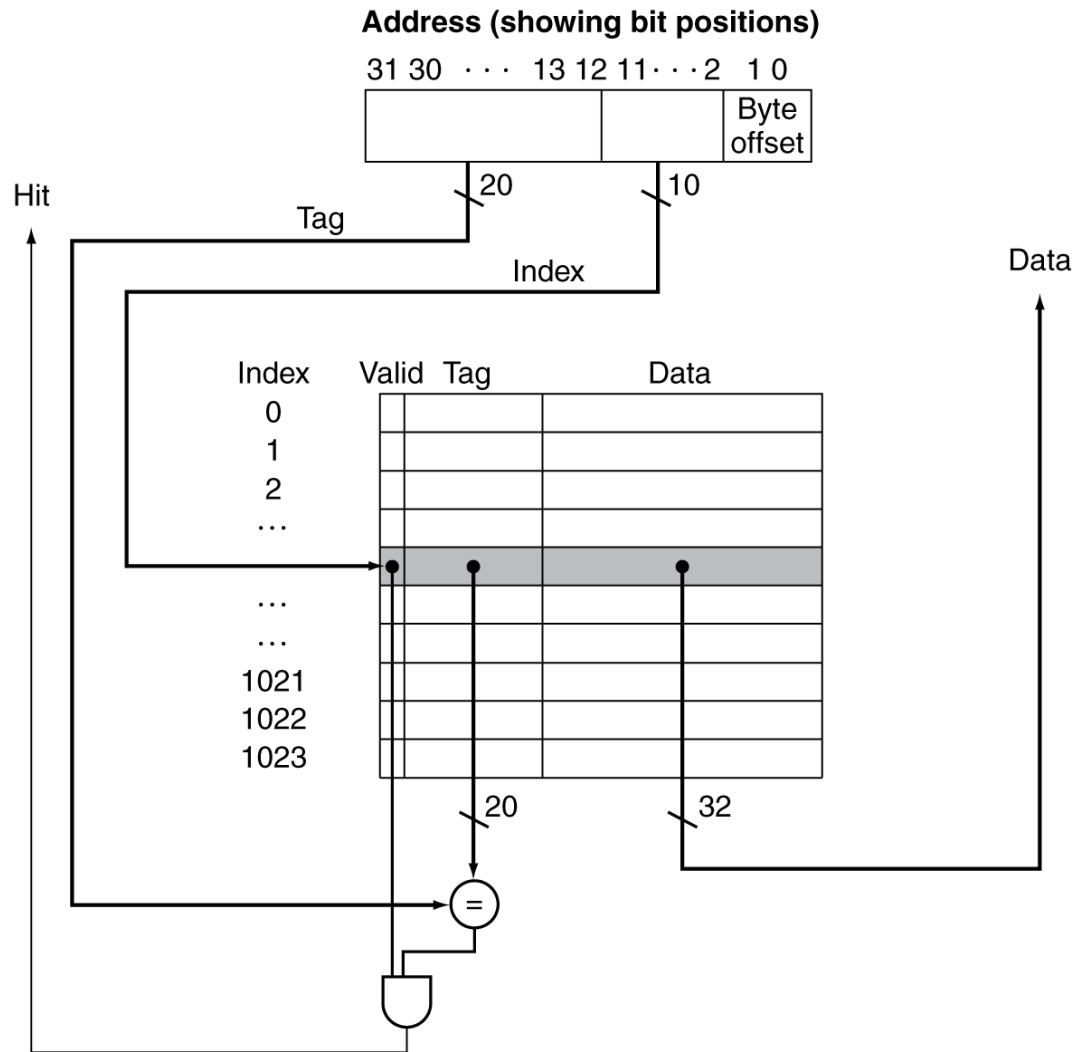 Address (showing bit positions)
31 30 · · · 13 12 11 · · · 2 1 0
Byte
offset
20 10
Hit
Tag
Index
Data
Index Valid Tag Data
0
1
2
...
...
...
1021
1022
1023
20 32
=